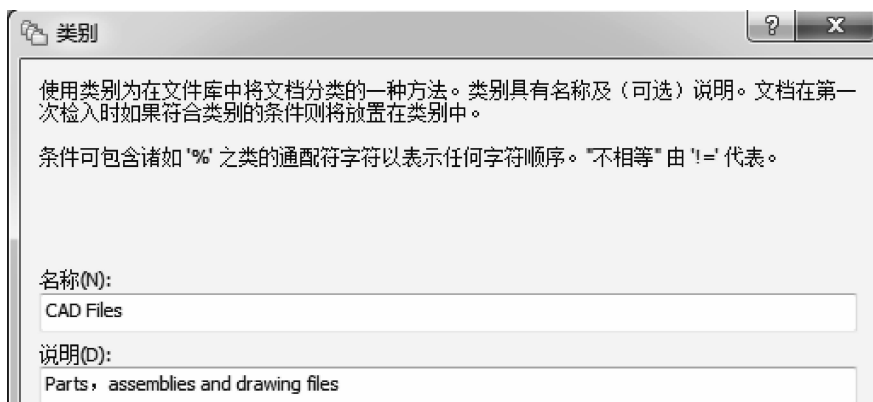 类别
使用类别为在文件库中将文档分类的一种方法。类别具有名称及（可选）说明。文档在第一
次检入时如果符合类别的条件则将放置在类别中。
条件可包含诸如 '%' 之类的通配符字符以表示任何字符顺序。"不相等" 由 '!=' 代表。
名称(N):
CAD Files
说明(D):
Parts，assemblies and drawing files